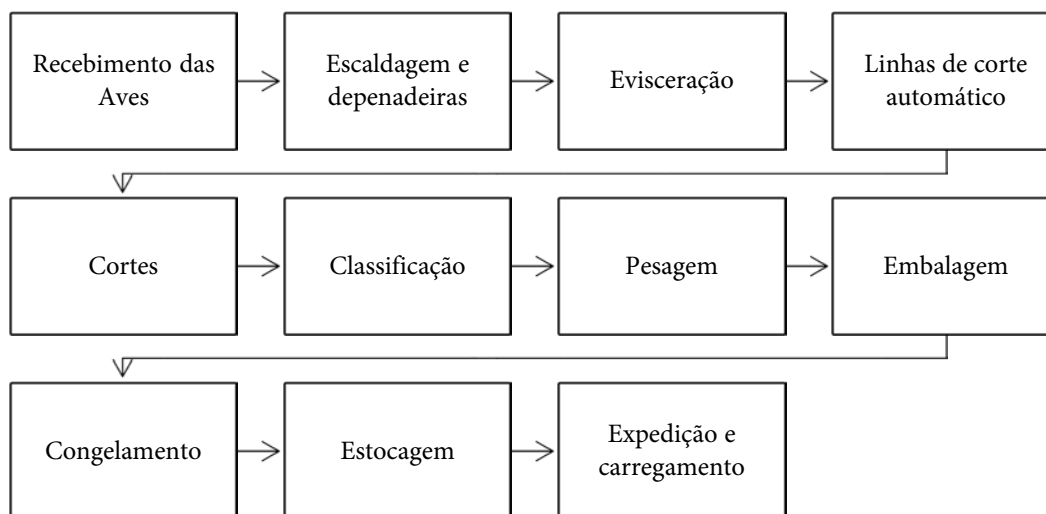 Recebimento das
Aves
Escaldagem e
depenadeiras
Evisceração
Linhas de corte
automático
Cortes
Classificação
Pesagem
Embalagem
Congelamento
Estocagem
Expedição e
carregamento